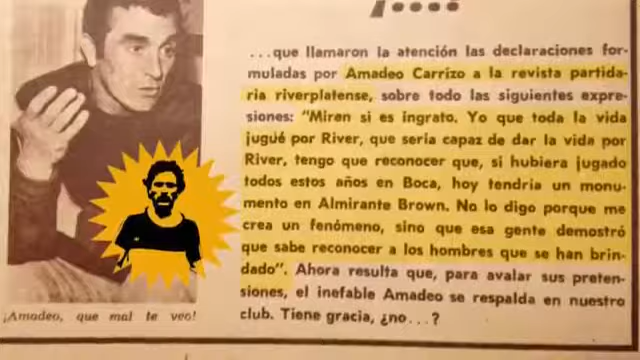 ...que llamaron la atención las declaraciones for-
muladas por Amadeo Carrizo a la revista partida-
ria riverplatense, sobre todo las siguientes expre-
siones: "Miren si es ingrato. Yo que toda la vida
jugué por River, que sería capaz de dar la vida por
River, tengo que reconocer que, si hubiera jugado
todos estos años en Boca, hoy tendría un monu-
mento en Almirante Brown. No lo digo porque me
crea un fenómeno, sino que esa gente demostró
que sabe reconocer a los hombres que se han brin-
dado". Ahora resulta que, para avalar sus preten-
siones, el inefable Amadeo se respalda en nuestro
club. Tiene gracia, ¿no...?
¡Amadeo, que mal te veo!